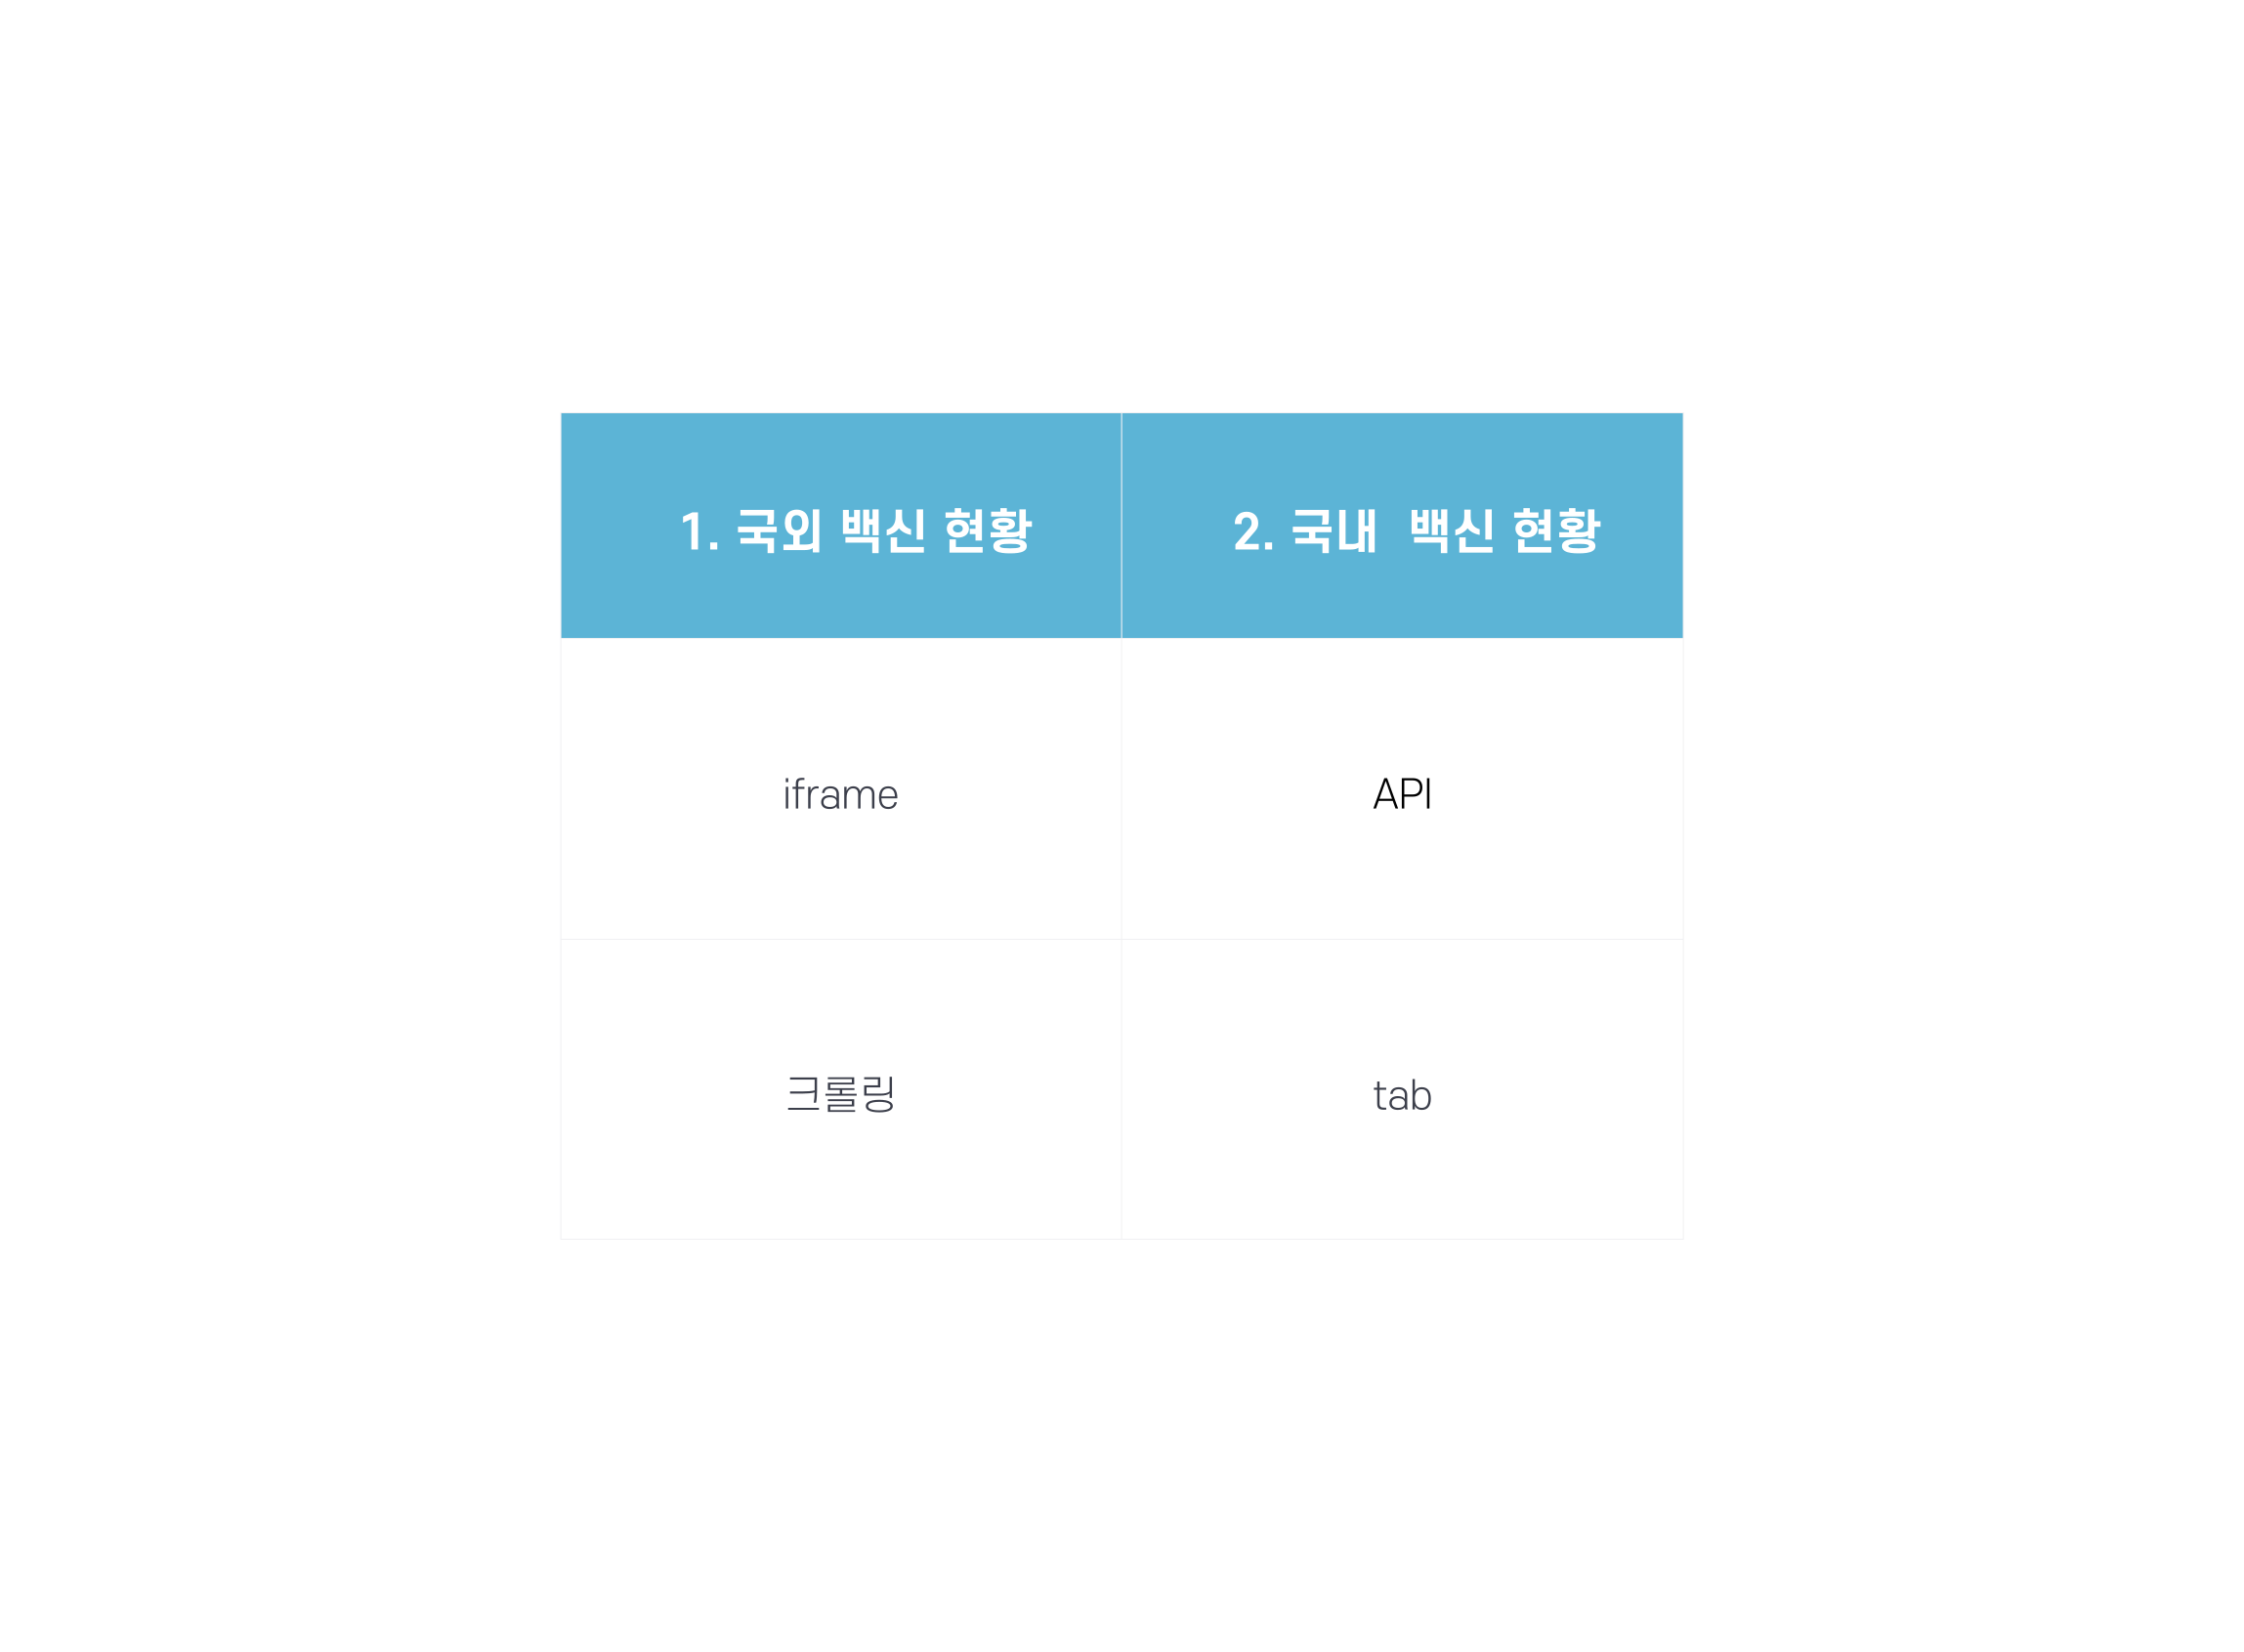 1. 국외 백신 현황
2. 국내 백신 현황
iframe
API
크롤링
tab